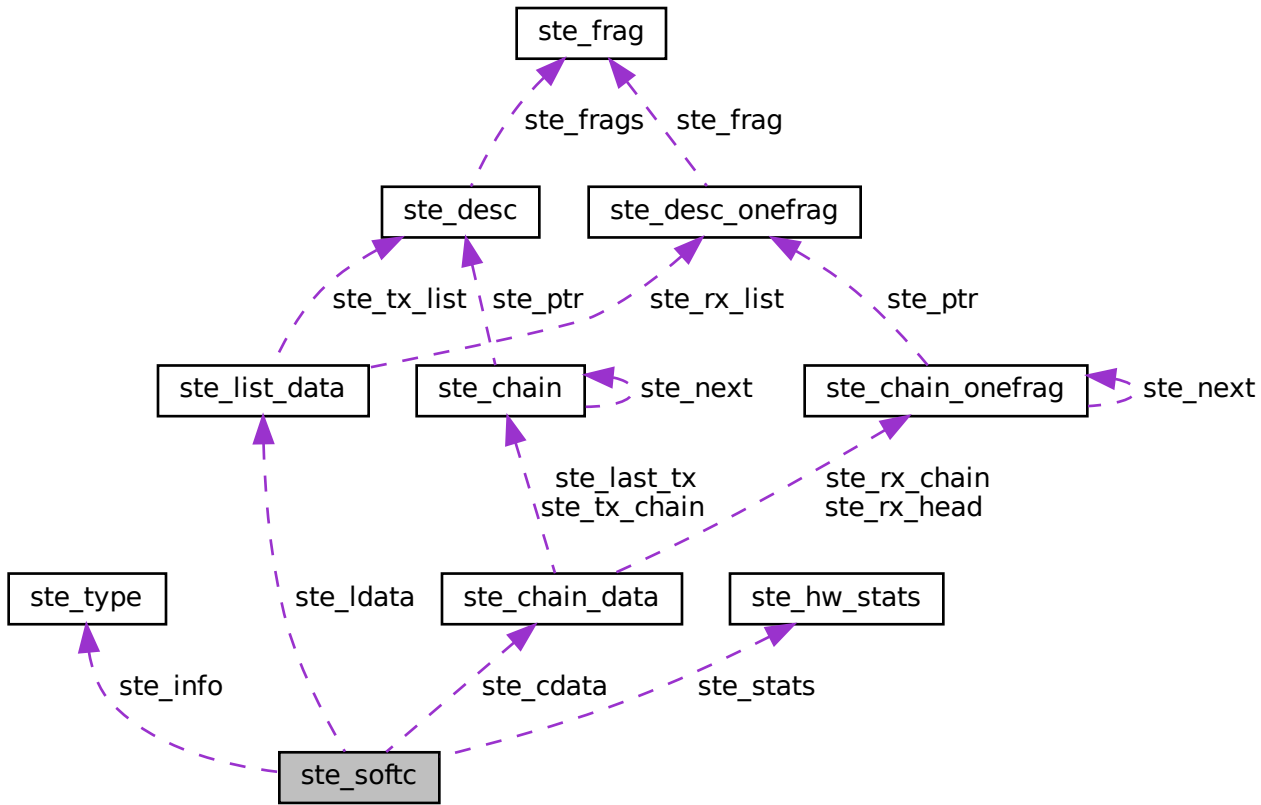 ste_frag
ste_frags
ste_frag
ste_desc
ste_desc_onefrag
ste_tx_list
ste_ptr
ste_rx_list
ste_ptr
ste_list_data
ste_chain
ste_next
ste_chain_onefrag
ste_next
ste_last_tx
ste_tx_chain
ste_rx_chain
ste_rx_head
ste_type
ste_ldata
ste_chain_data
ste_hw_stats
ste_info
ste_cdata
ste_stats
ste_softc